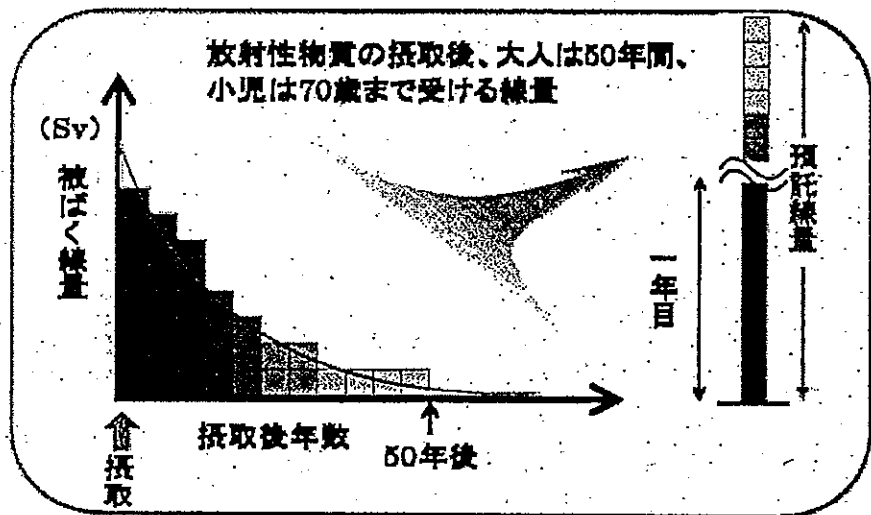 放射性物質の摂取後、大人は50年間、
小児は70歳まで受ける線量
(Sv)
被ばく線量
摂取
摂取後年数
50年後
一年目
預託線量